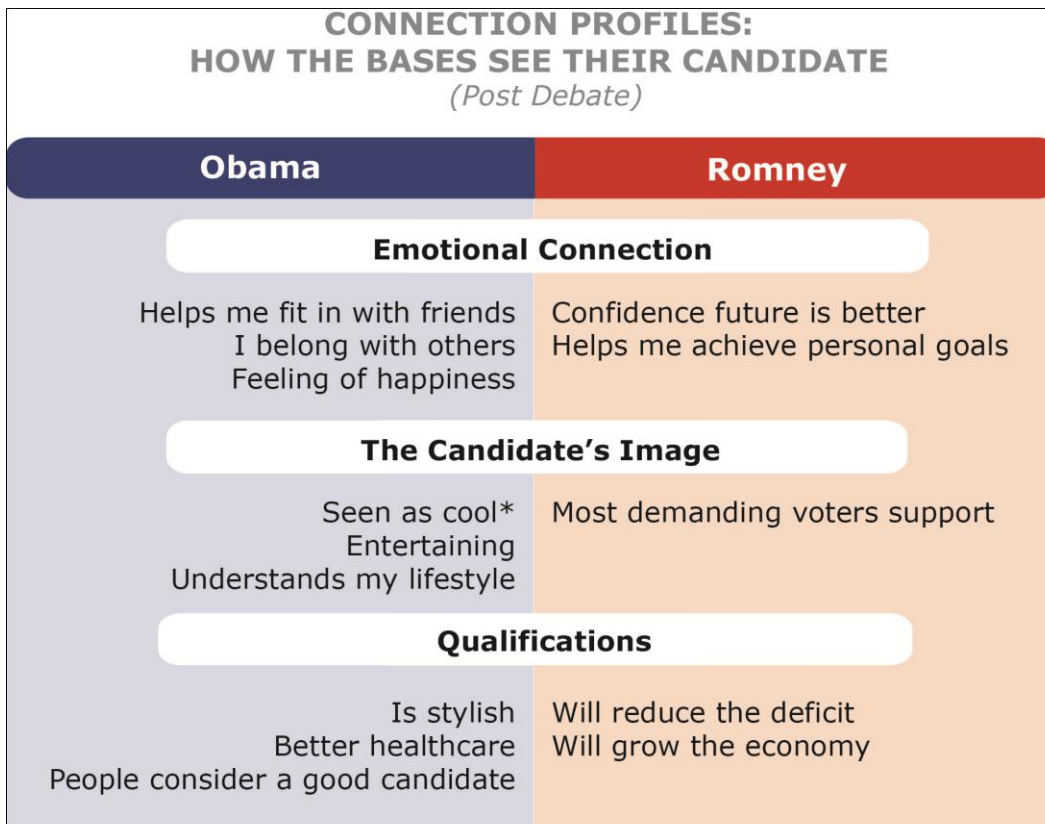 CONNECTION PROFILES:
HOW THE BASES SEE THEIR CANDIDATE
(Post Debate)
Obama
Romney
Emotional Connection
Helps me fit in with friends
I belong with others
Feeling of happiness
Confidence future is better
Helps me achieve personal goals
The Candidate’s Image
Seen as cool*
Entertaining
Understands my lifestyle
Most demanding voters support
Qualifications
Is stylish
Better healthcare
People consider a good candidate
Will reduce the deficit
Will grow the economy